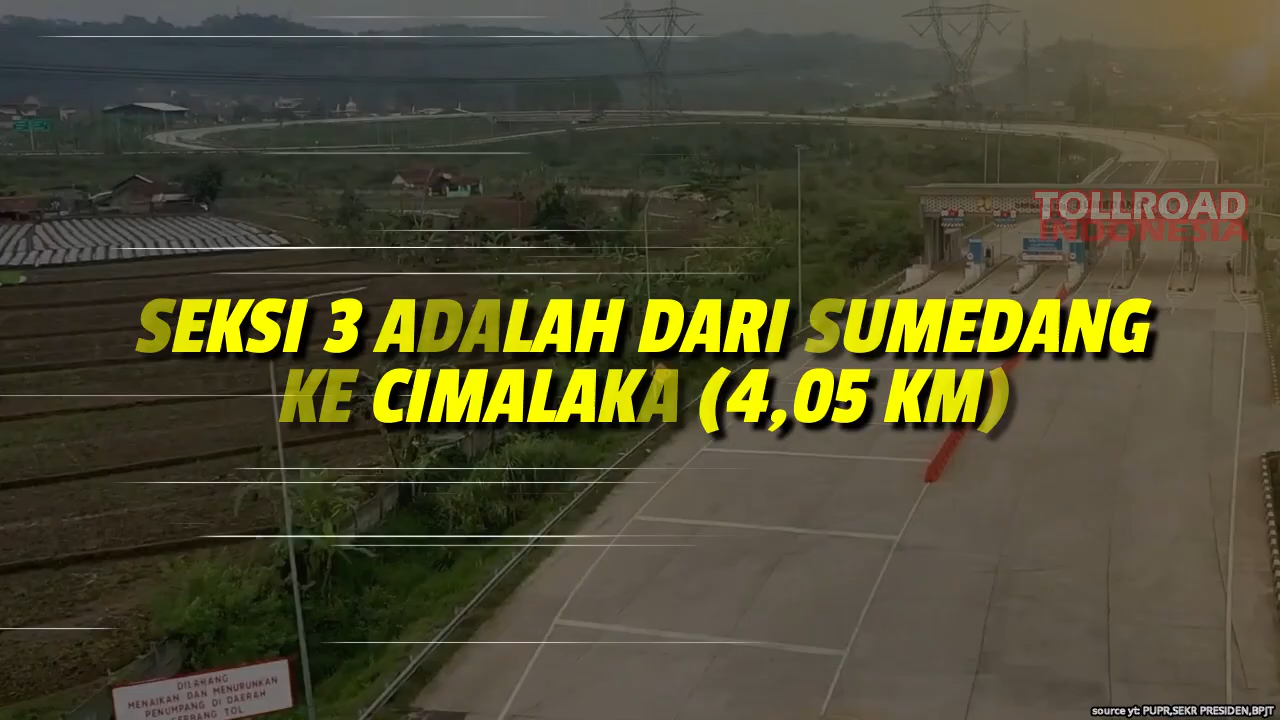 TOLLROAD
INDONESIA
SEKSI 3 ADALAH DARI SUMEDANG
KE CIMALAKA (4,05 KM)
DILARANG
MENAIKAN DAN MENURUNKAN
PENUMPANG DI DAERAH
GERBANG TOL
source yt: PUPR,SEKR PRESIDEN,BPJT